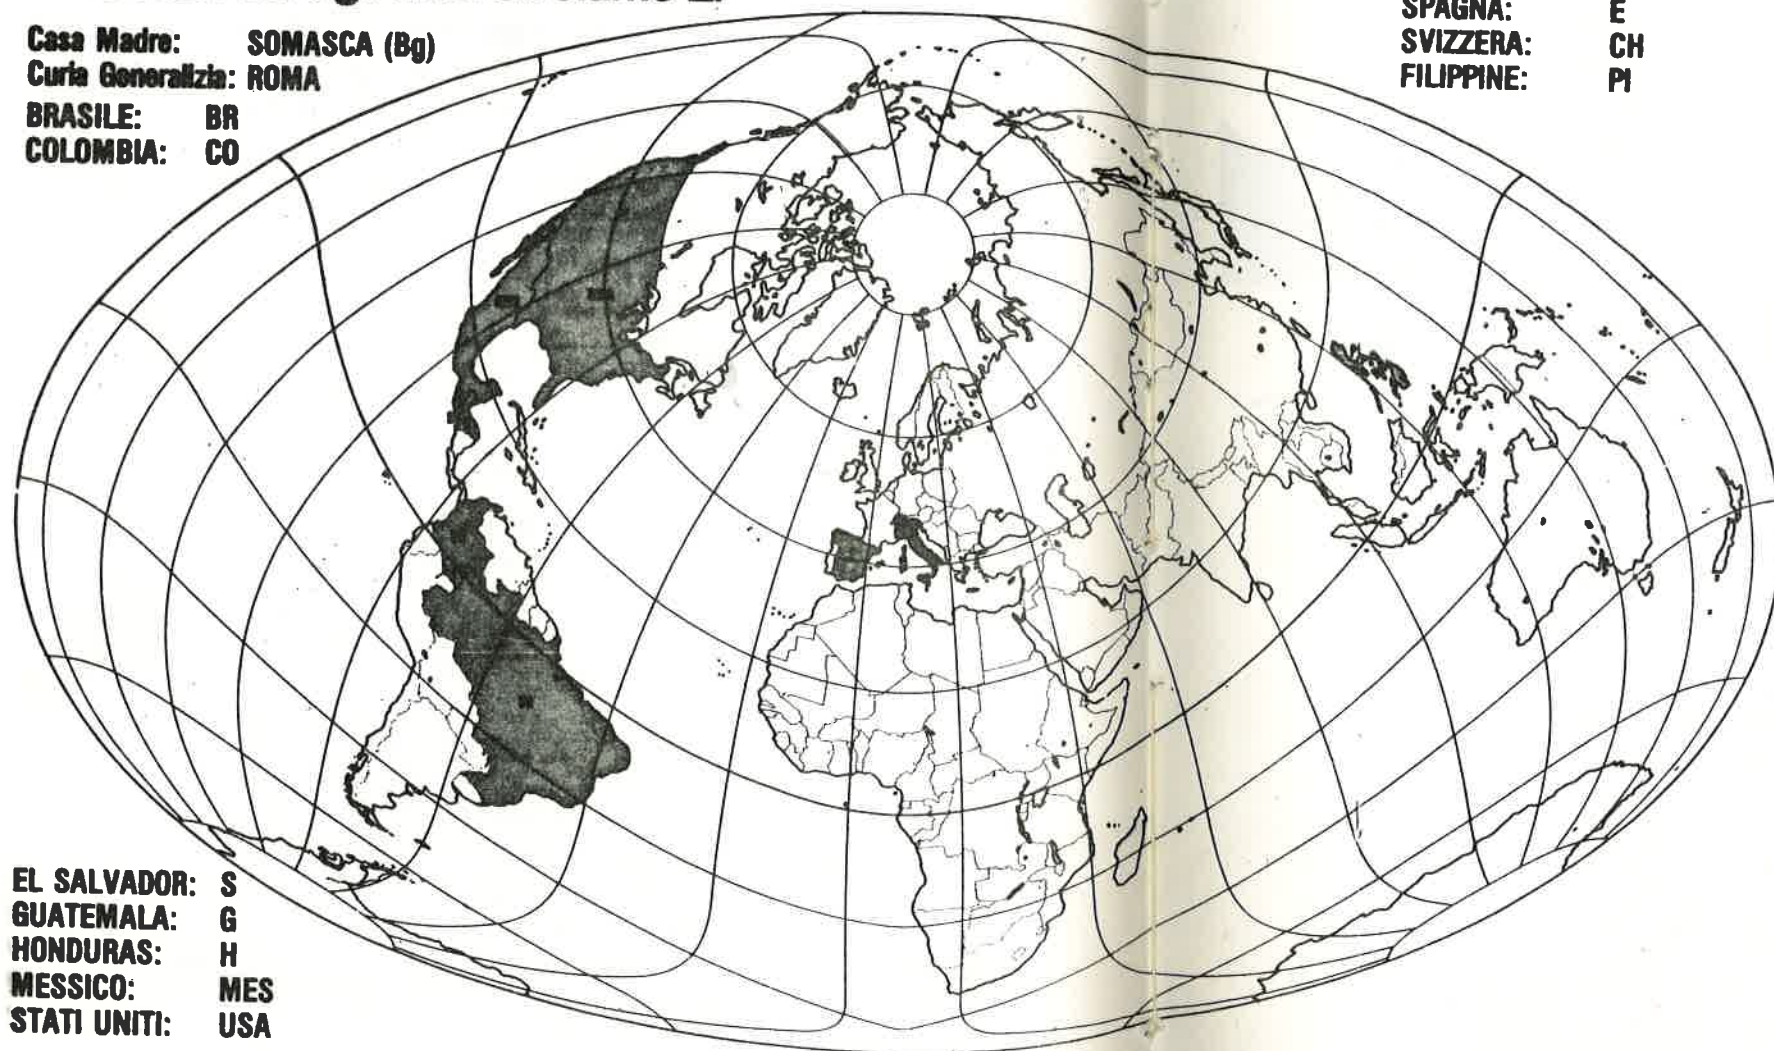 Casa Madre: SOMASCA (Bg)
Curia Generalizia: ROMA
BRASILE: BR
COLOMBIA: CO
SPAGNA: E
SVIZZERA: CH
FILIPPINE: PI
EL SALVADOR: S
GUATEMALA: G
HONDURAS: H
MESSICO: MES
STATI UNITI: USA